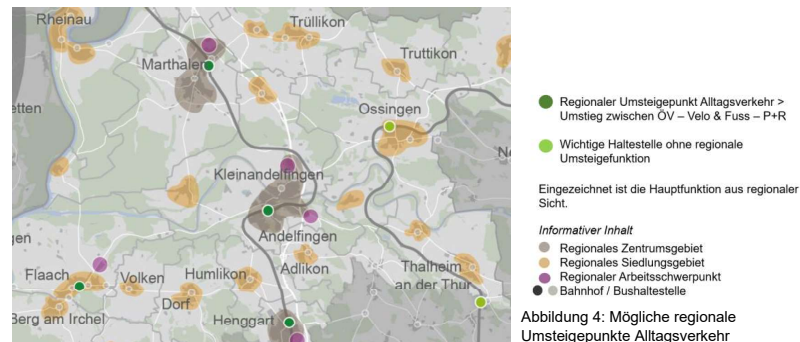 Rheinau
Trüllikon
Marthalen
Truttikon
etten
Ossingen
Kleinandelfingen
Andelfingen
gen
Flaach
Volken
Humlikon
Adlikon
Thalheim
an der Thur
Dorf
Berg am Irchel
Henggart
Regionaler Umsteigepunkt Alltagsverkehr >
Umstieg zwischen ÖV – Velo & Fuss – P+R
Wichtige Haltestelle ohne regionale
Umsteigefunktion
Eingezeichnet ist die Hauptfunktion aus regionaler
Sicht.
Informativer Inhalt
Regionales Zentrumsgebiet
Regionales Siedlungsgebiet
Regionaler Arbeitsschwerpunkt
Bahnhof / Bushaltestelle
Abbildung 4: Mögliche regionale
Umsteigepunkte Alltagsverkehr